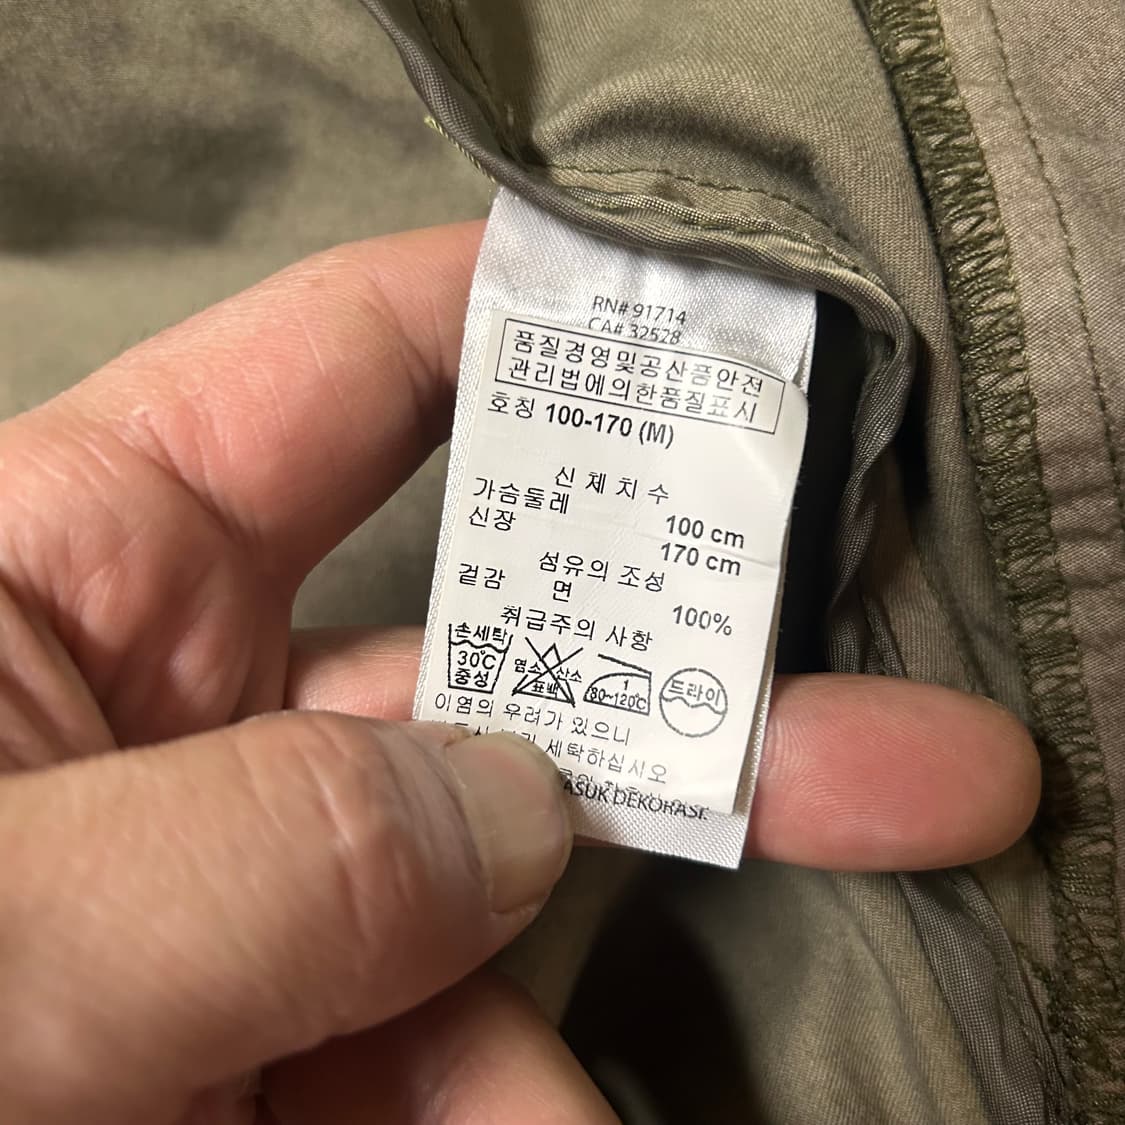 RN# 91714
CA# 32528
품질경영및공산품안전
관리법에의한품질표시
호칭 100-170 (M)
신체치수
가슴둘레 100 cm
신장 170 cm
섬유의 조성
겉감 면 100%
취급주의 사항
손세탁 30℃ 중성
염소 산소 표백
1 80~120℃
드라이
이염의 우려가 있으니
세탁하십시오
DEKORASI.